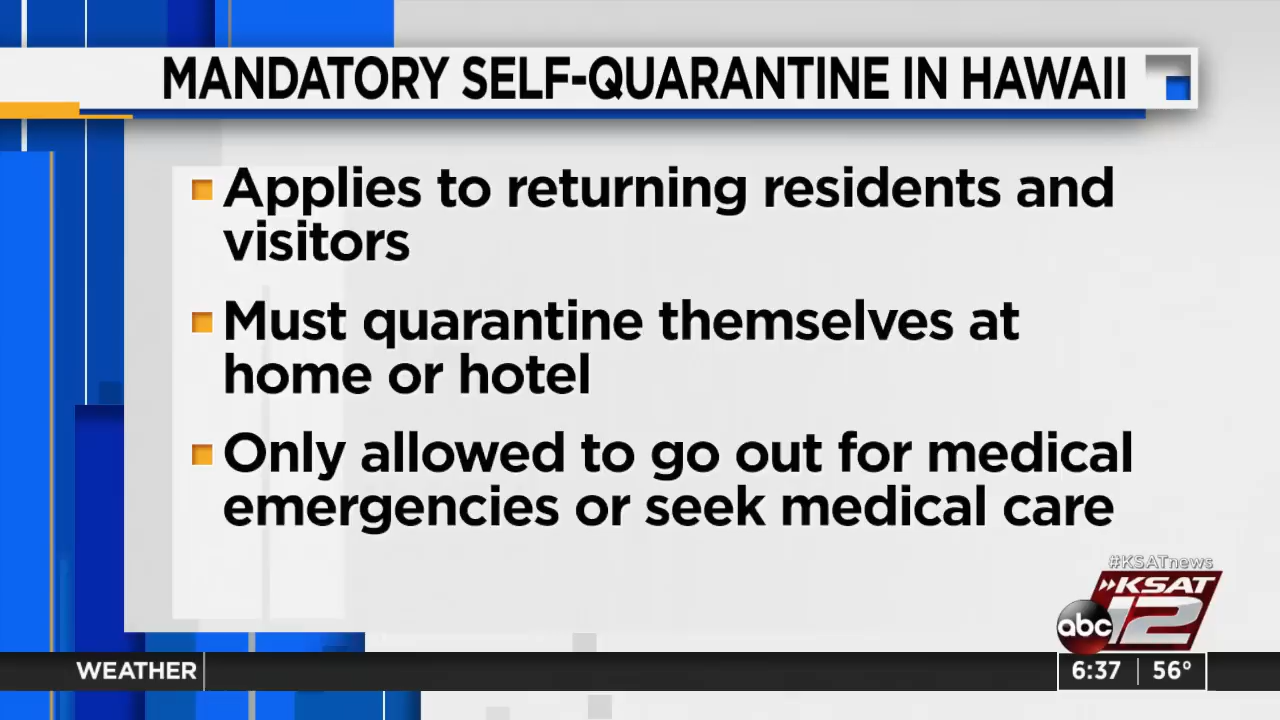 MANDATORY SELF-QUARANTINE IN HAWAII
Applies to returning residents and
visitors
Must quarantine themselves at
home or hotel
Only allowed to go out for medical
emergencies or seek medical care
#KSATnews
KSAT
abc 12
WEATHER
6:37 56°